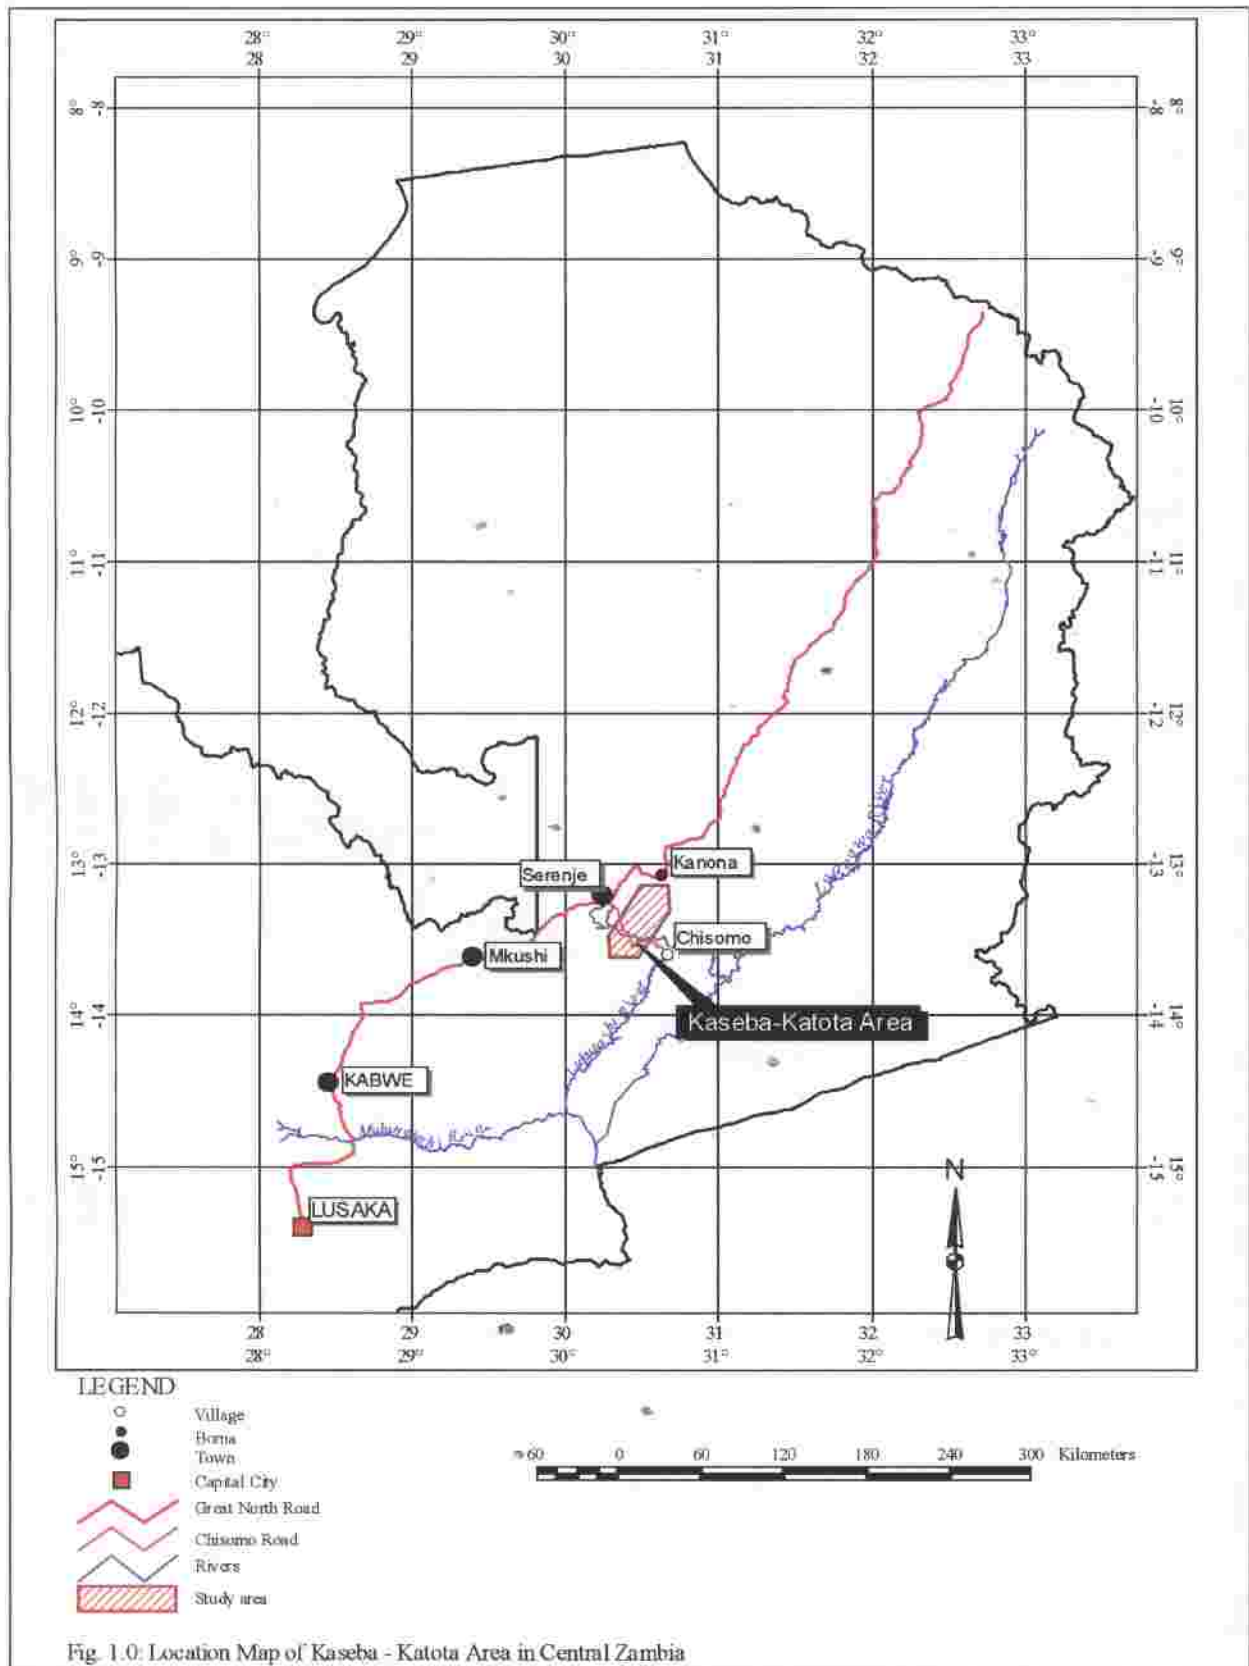 28° 29° 30° 31° 32° 33°
28 29 30 31 32 33
8° -8 -8 8°
9° -9 -9 9°
10° -10 -10 10°
11° -11 -11 11°
12° -12 -12 12°
13° -13 -13 13°
Kanona
Serenje
Chisomo
Mkushi
14° -14 -14 14°
Kaseba-Katota Area
KABWE
15° -15 -15 15°
N
LUSAKA
28 29 30 31 32 33
28° 29° 30° 31° 32° 33°
LEGEND
Village
Boma
Town
Capital City
Great North Road
Chisomo Road
Rivers
Study area
60 0 60 120 180 240 300 Kilometers
Fig. 1.0: Location Map of Kaseba - Katota Area in Central Zambia